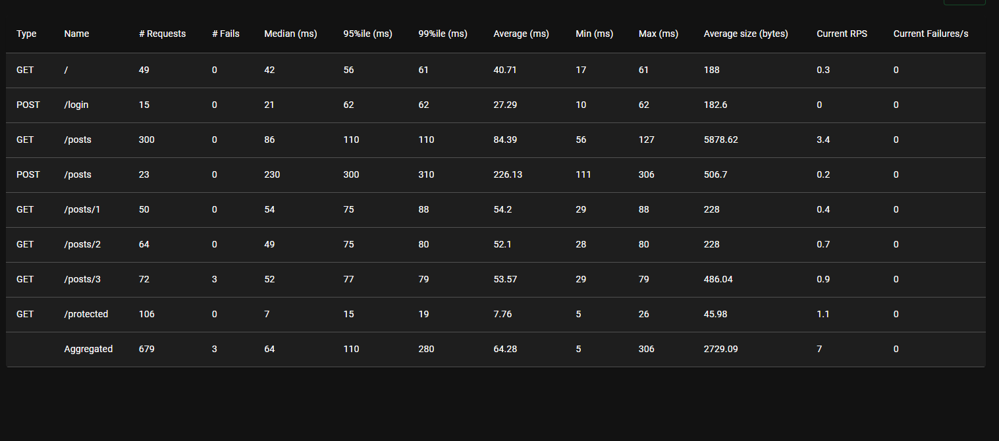 Type Name # Requests # Fails Median (ms) 95%ile (ms) 99%ile (ms) Average (ms) Min (ms) Max (ms) Average size (bytes) Current RPS Current Failures/s
GET / 49 0 42 56 61 40.71 17 61 188 0.3 0
POST /login 15 0 21 62 62 27.29 10 62 182.6 0 0
GET /posts 300 0 86 110 110 84.39 56 127 5878.62 3.4 0
POST /posts 23 0 230 300 310 226.13 111 306 506.7 0.2 0
GET /posts/1 50 0 54 75 88 54.2 29 88 228 0.4 0
GET /posts/2 64 0 49 75 80 52.1 28 80 228 0.7 0
GET /posts/3 72 3 52 77 79 53.57 29 79 486.04 0.9 0
GET /protected 106 0 7 15 19 7.76 5 26 45.98 1.1 0
Aggregated 679 3 64 110 280 64.28 5 306 2729.09 7 0